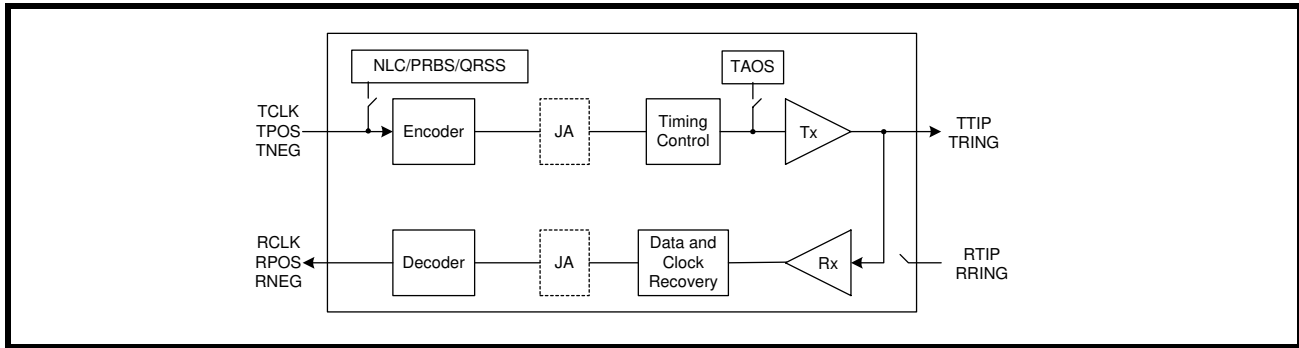 NLC/PRBS/QRSS
TAOS
TCLK
TPOS
TNEG
Encoder
JA
Timing
Control
Tx
TTIP
TRING
RCLK
RPOS
RNEG
Decoder
JA
Data and
Clock
Recovery
Rx
RTIP
RRING